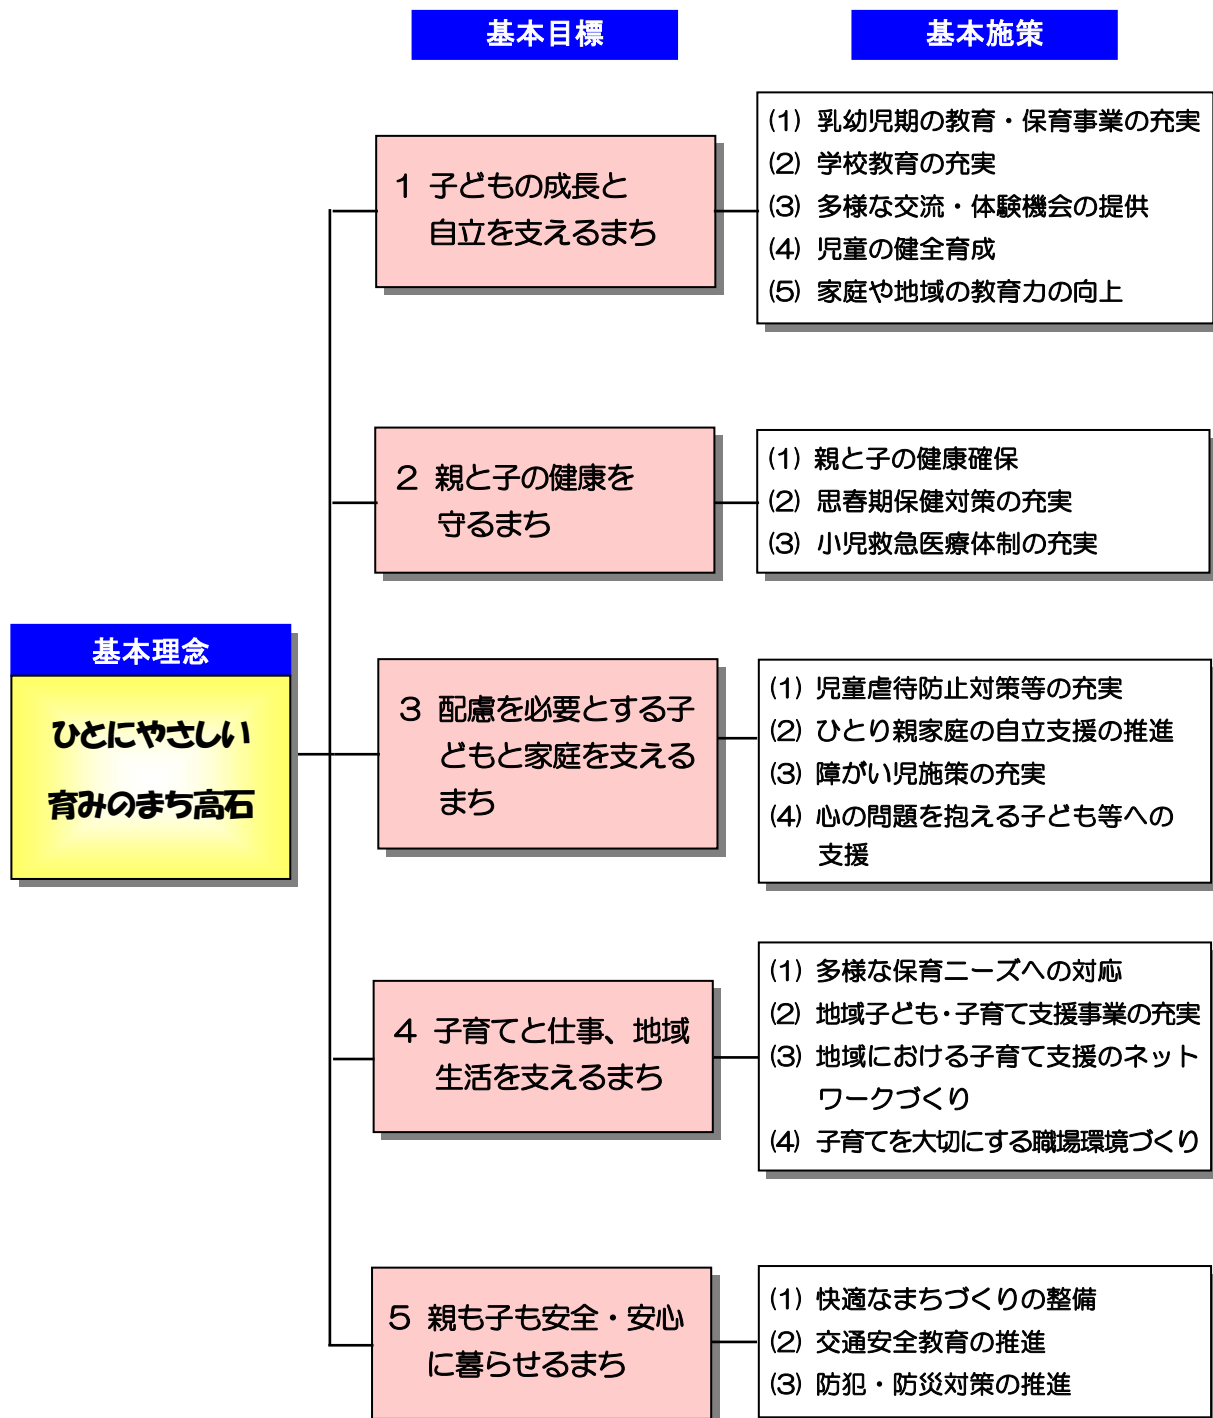 基本目標
基本施策
基本理念
ひとにやさしい
育みのまち高石
1 子どもの成長と
自立を支えるまち
(1) 乳幼児期の教育・保育事業の充実
(2) 学校教育の充実
(3) 多様な交流・体験機会の提供
(4) 児童の健全育成
(5) 家庭や地域の教育力の向上
2 親と子の健康を
守るまち
(1) 親と子の健康確保
(2) 思春期保健対策の充実
(3) 小児救急医療体制の充実
3 配慮を必要とする子
どもと家庭を支える
まち
(1) 児童虐待防止対策等の充実
(2) ひとり親家庭の自立支援の推進
(3) 障がい児施策の充実
(4) 心の問題を抱える子ども等への
支援
4 子育てと仕事、地域
生活を支えるまち
(1) 多様な保育ニーズへの対応
(2) 地域子ども・子育て支援事業の充実
(3) 地域における子育て支援のネット
ワークづくり
(4) 子育てを大切にする職場環境づくり
5 親も子も安全・安心
に暮らせるまち
(1) 快適なまちづくりの整備
(2) 交通安全教育の推進
(3) 防犯・防災対策の推進